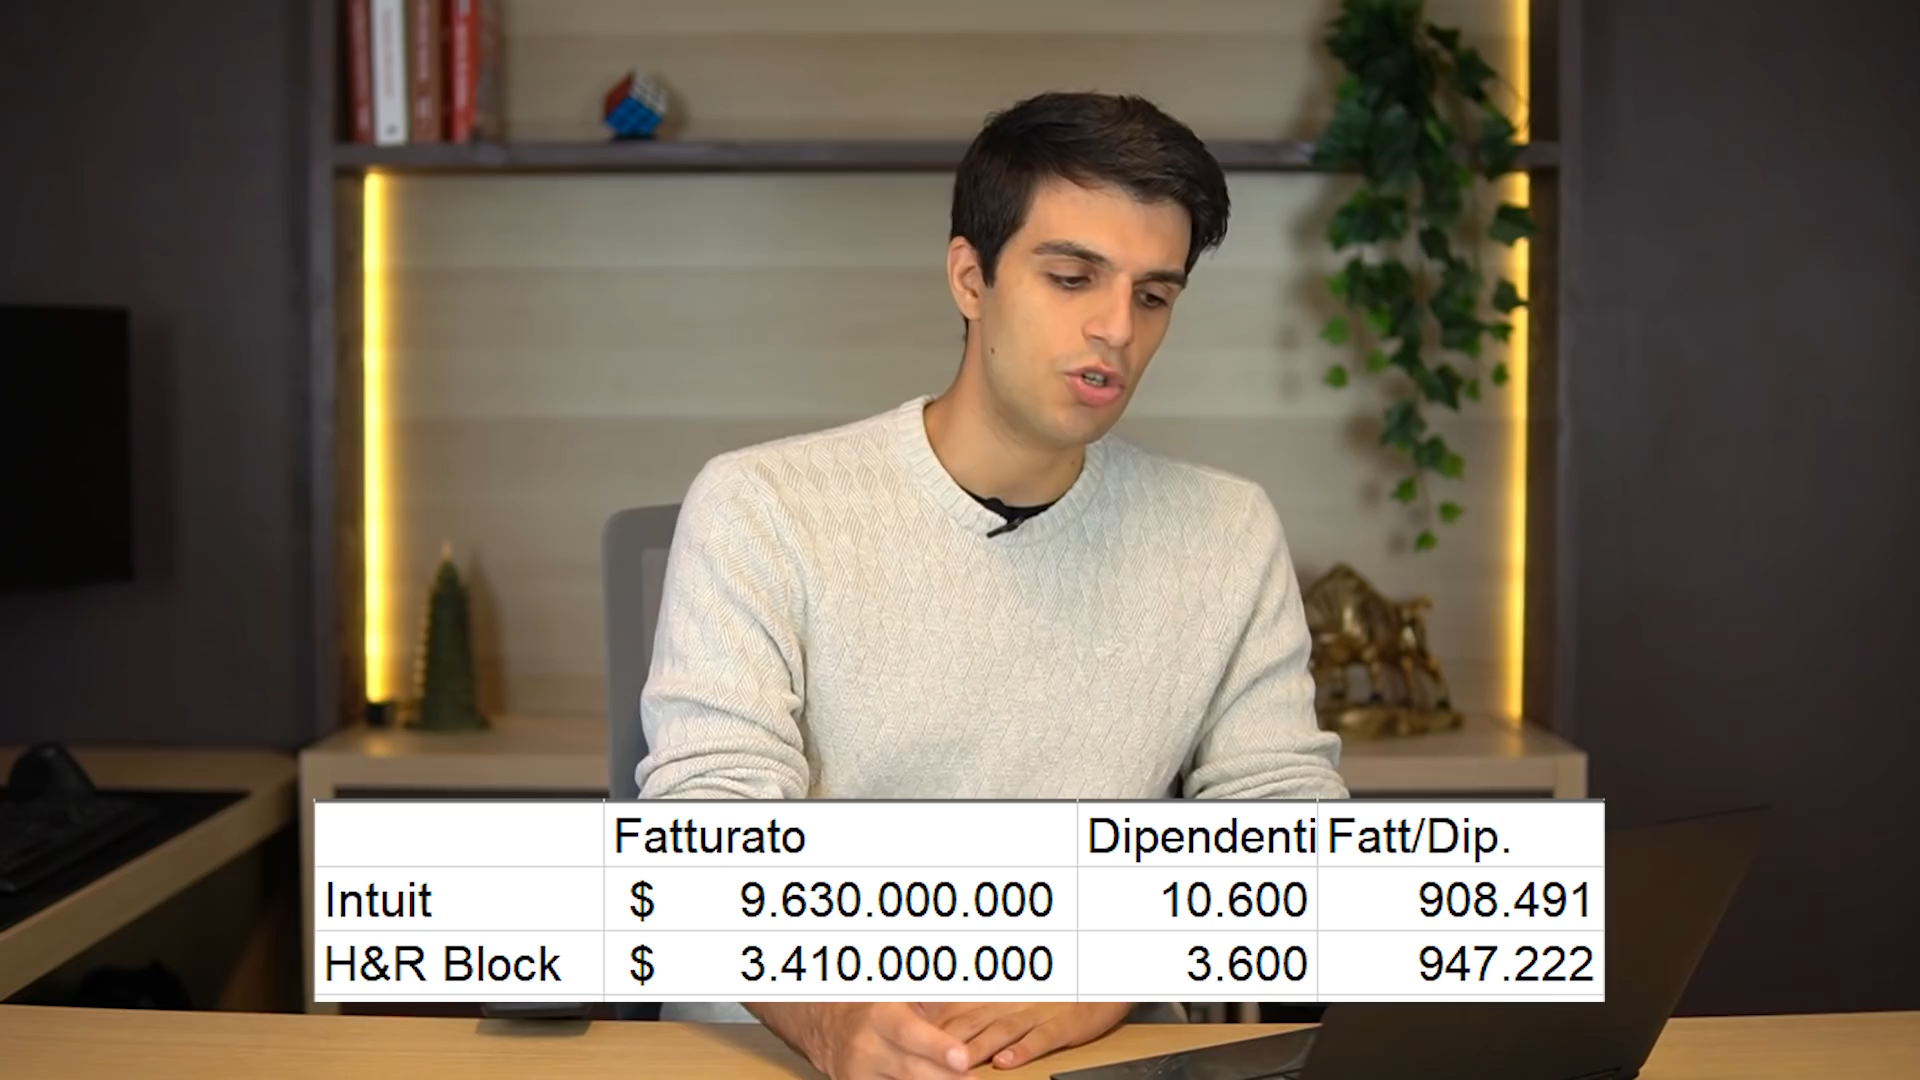 Fatturato Dipendenti Fatt/Dip.
Intuit $ 9.630.000.000 10.600 908.491
H&R Block $ 3.410.000.000 3.600 947.222